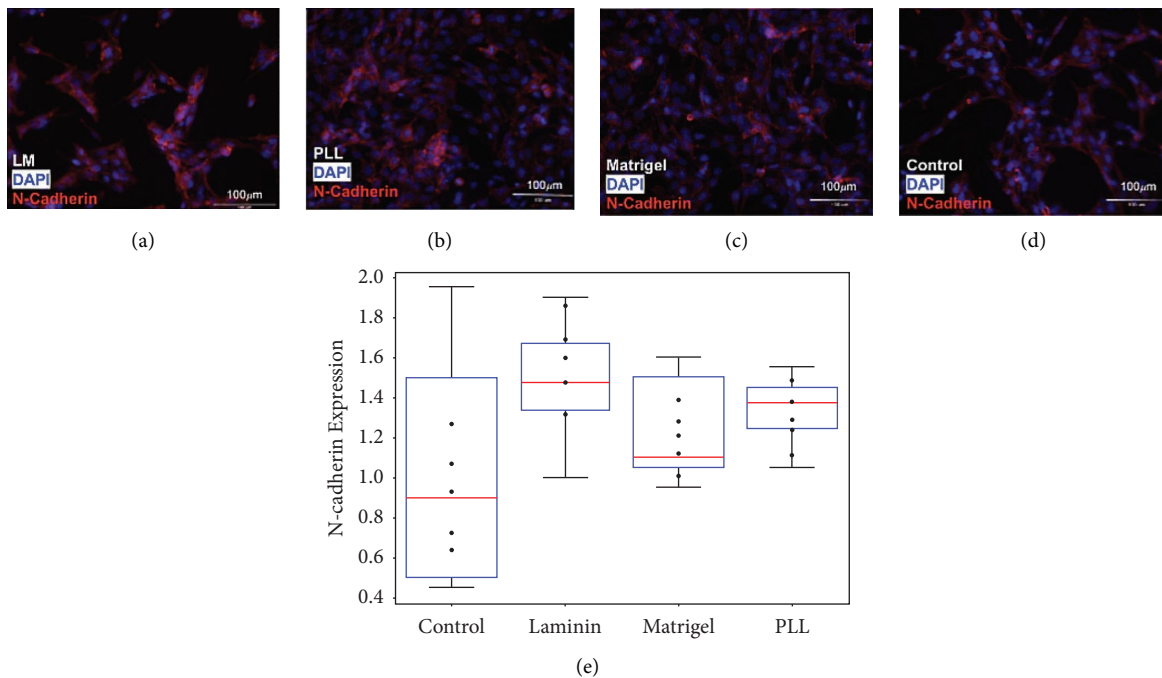 LM
DAPI
N-Cadherin
100μm
PLL
DAPI
N-Cadherin
100μm
Matrigel
DAPI
N-Cadherin
100μm
Control
DAPI
N-Cadherin
100μm
(a)
(b)
(c)
(d)
N-cadherin Expression
2.0
1.8
1.6
1.4
1.2
1.0
0.8
0.6
0.4
Control
Laminin
Matrigel
PLL
(e)